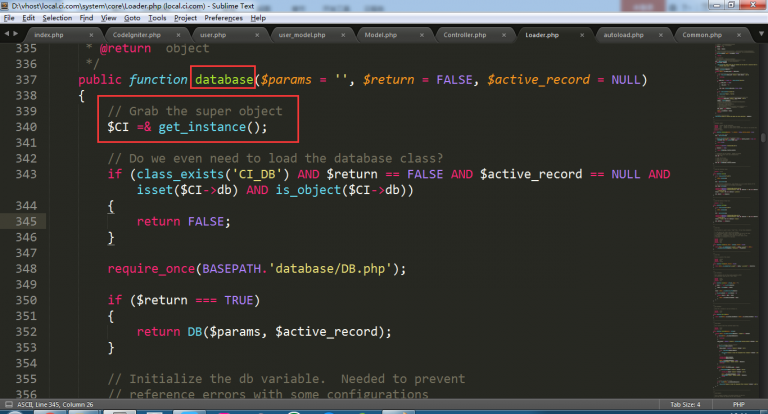 D:\vhost\local.ci.com\system\core\Loader.php (local.ci.com) - Sublime Text
File Edit Selection Find View Goto Tools Project Preferences Help
index.php CodeIgniter.php user.php user_model.php Model.php Controller.php Loader.php autoload.php Common.php
335 * @return object
336 */
337 public function database($params = '', $return = FALSE, $active_record = NULL)
338 {
339 // Grab the super object
340 $CI =& get_instance();
341
342 // Do we even need to load the database class?
343 if (class_exists('CI_DB') AND $return == FALSE AND $active_record == NULL AND
isset($CI->db) AND is_object($CI->db))
344 {
345 return FALSE;
346 }
347
348 require_once(BASEPATH.'database/DB.php');
349
350 if ($return === TRUE)
351 {
352 return DB($params, $active_record);
353 }
354
355 // Initialize the db variable.  Needed to prevent
356 // reference errors with some configurations
ASCII, Line 345, Column 26 Tab Size: 4 PHP